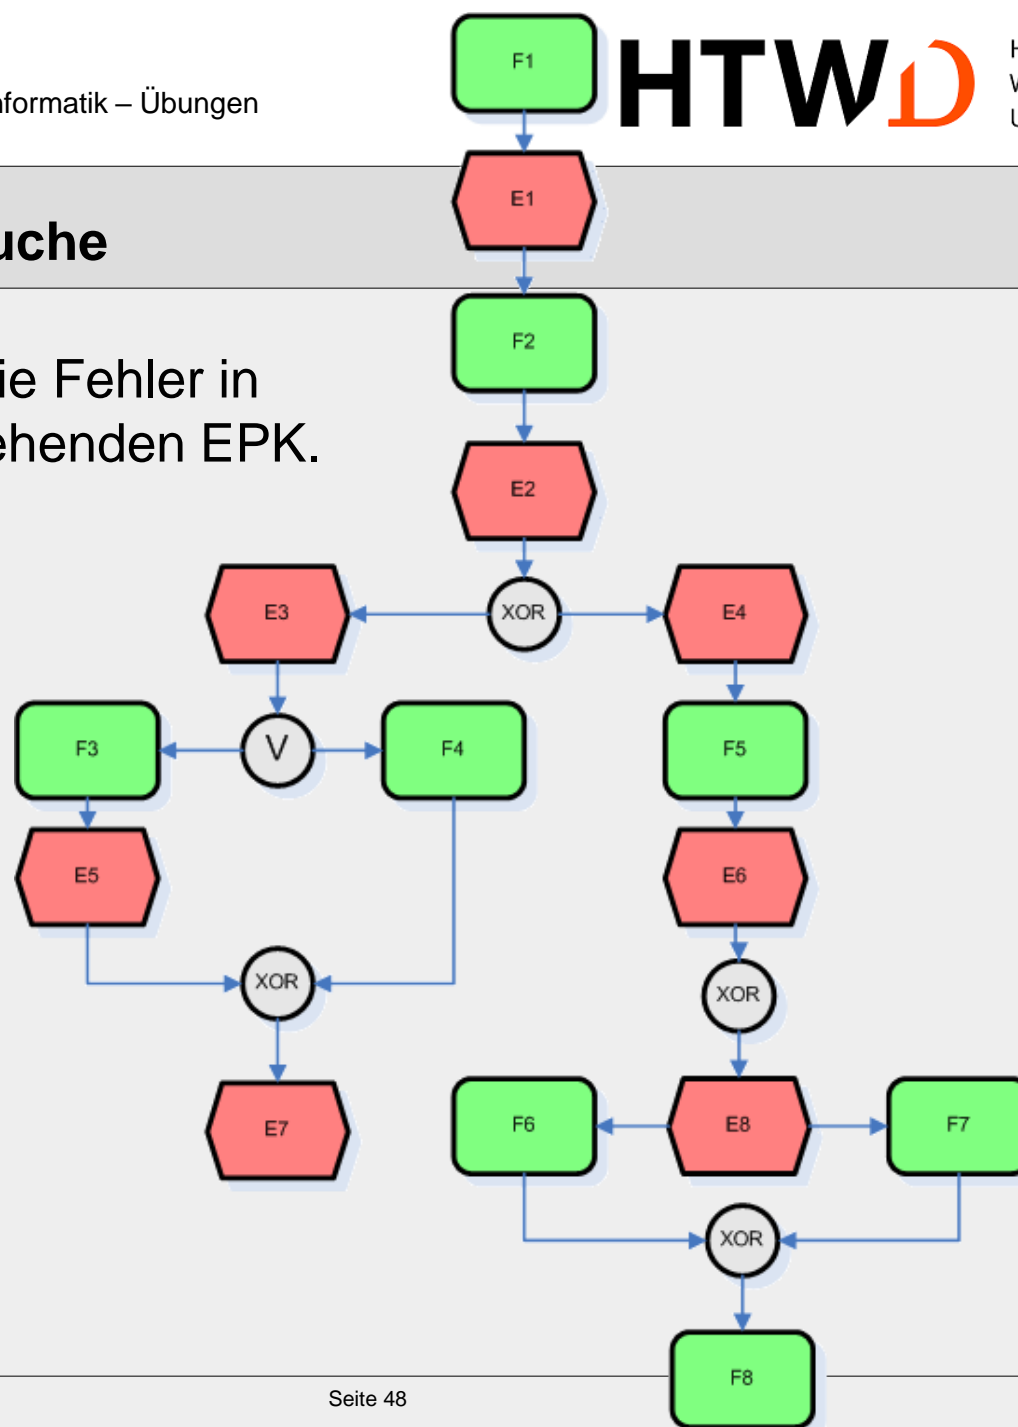 F1
HTWD
nformatik – Übungen
E1
uche
F2
ie Fehler in
ehenden EPK.
E2
E3
XOR
E4
F3
V
F4
F5
E5
E6
XOR
XOR
E7
F6
E8
F7
XOR
F8
Seite 48